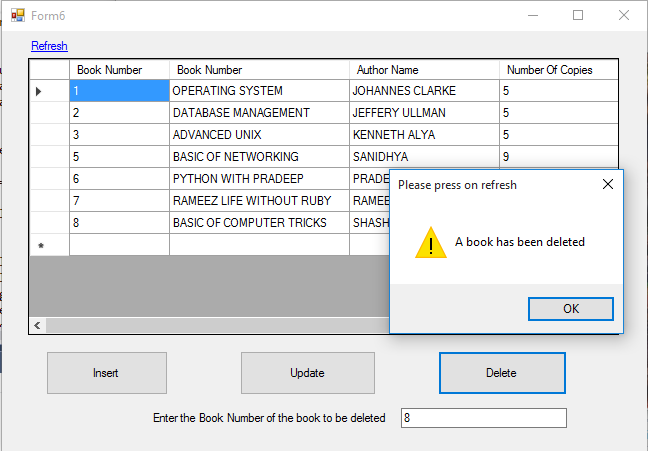 Form6
Refresh
Book Number Book Number Author Name Number Of Copies
1 OPERATING SYSTEM JOHANNES CLARKE 5
2 DATABASE MANAGEMENT JEFFERY ULLMAN 5
3 ADVANCED UNIX KENNETH ALYA 5
5 BASIC OF NETWORKING SANIDHYA 9
6 PYTHON WITH PRADEEP PRADE
7 RAMEEZ LIFE WITHOUT RUBY RAMEE
8 BASIC OF COMPUTER TRICKS SHASH
Please press on refresh
A book has been deleted
OK
Insert Update Delete
Enter the Book Number of the book to be deleted 8